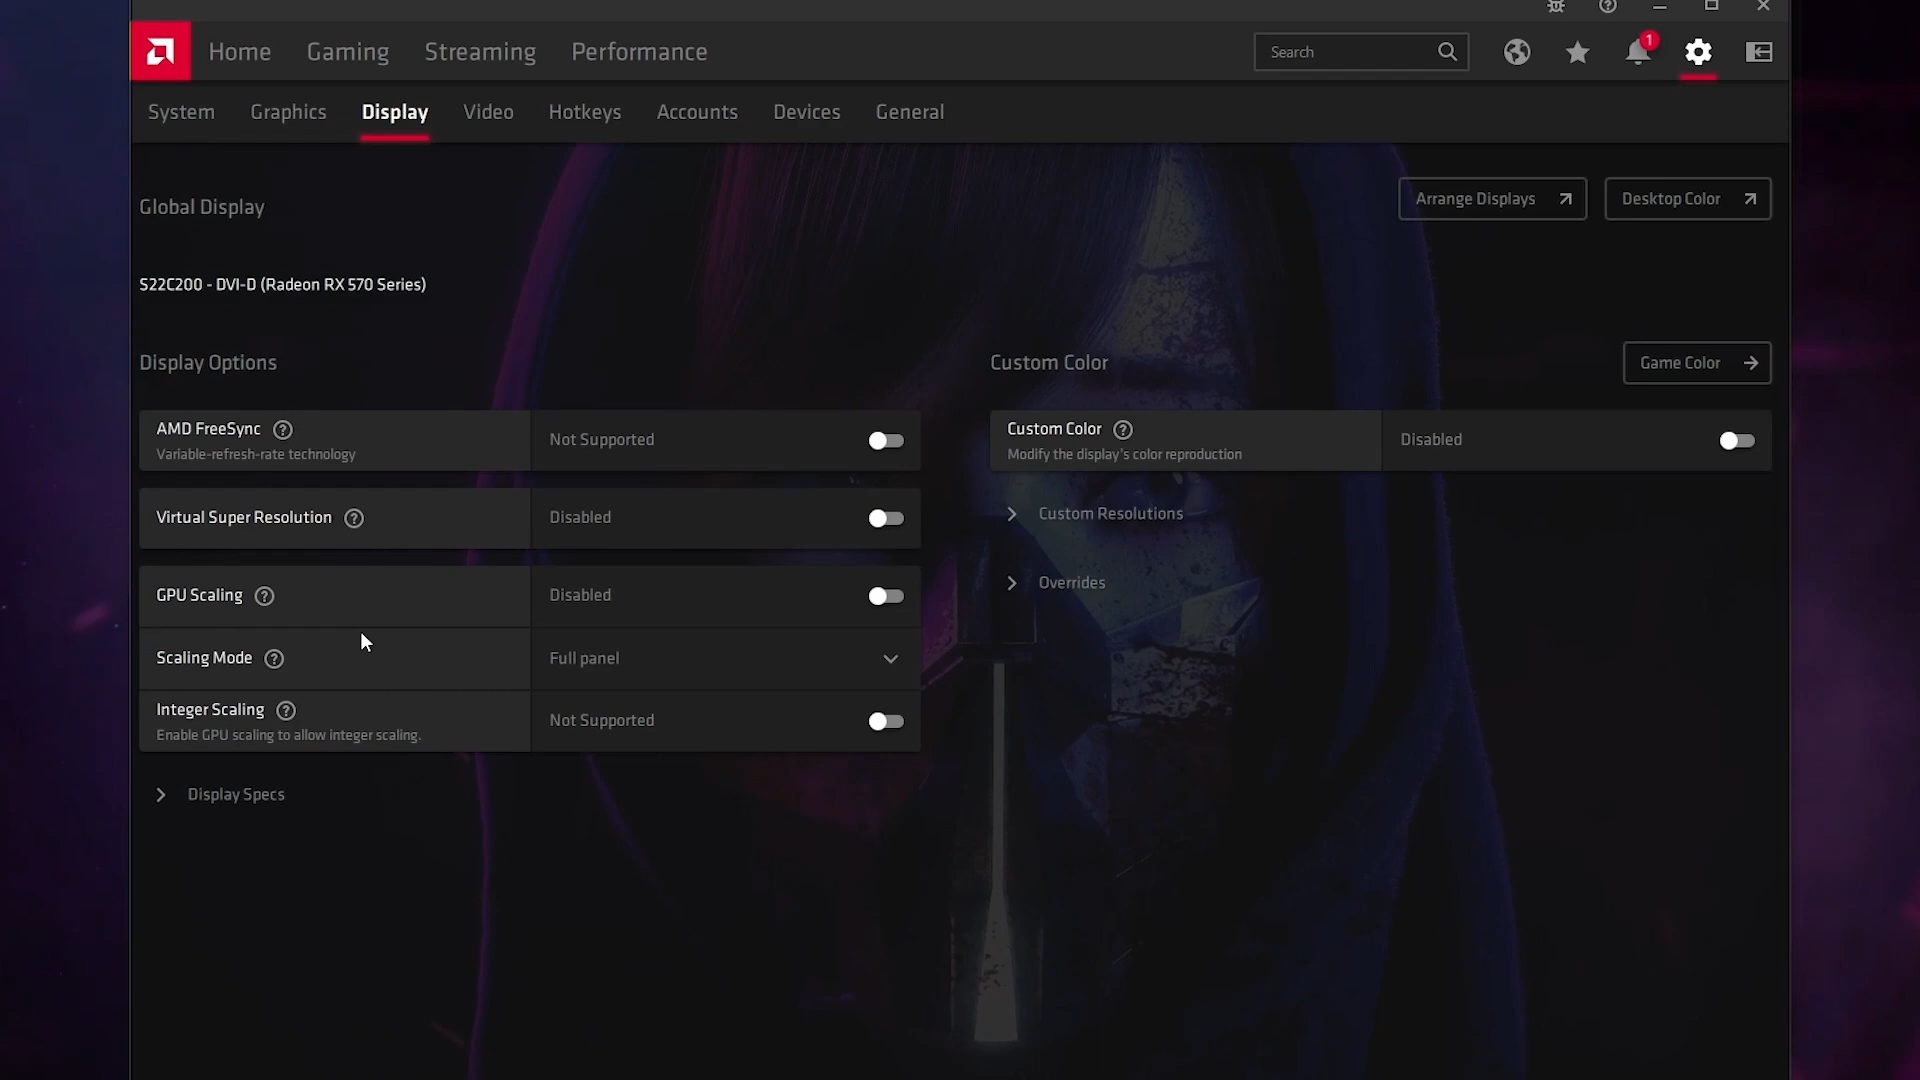 Home Gaming Streaming Performance Search 1
System Graphics Display Video Hotkeys Accounts Devices General
Global Display
Arrange Displays Desktop Color
S22C200 - DVI-D (Radeon RX 570 Series)
Display Options
AMD FreeSync ?
Variable-refresh-rate technology
Not Supported
Virtual Super Resolution ?
Disabled
GPU Scaling ?
Disabled
Scaling Mode ?
Full panel
Integer Scaling ?
Enable GPU scaling to allow integer scaling.
Not Supported
Display Specs
Custom Color
Game Color
Custom Color ?
Modify the display's color reproduction
Disabled
Custom Resolutions
Overrides